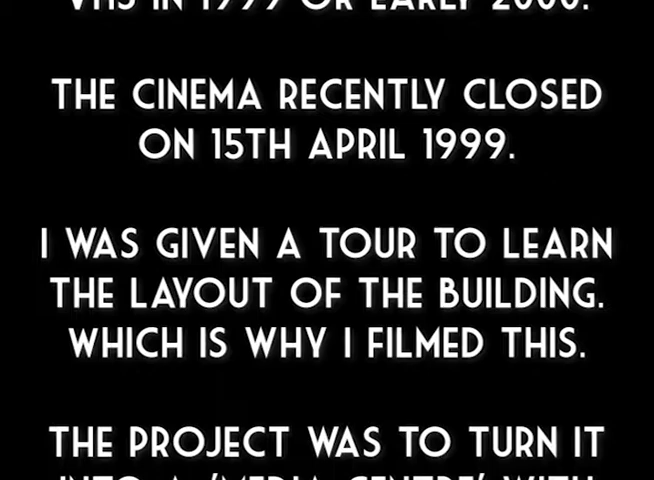 VHS IN 1999 OR EARLY 2000.
THE CINEMA RECENTLY CLOSED
ON 15TH APRIL 1999.
I WAS GIVEN A TOUR TO LEARN
THE LAYOUT OF THE BUILDING.
WHICH IS WHY I FILMED THIS.
THE PROJECT WAS TO TURN IT
INTO A 'MEDIA CENTRE' WITH